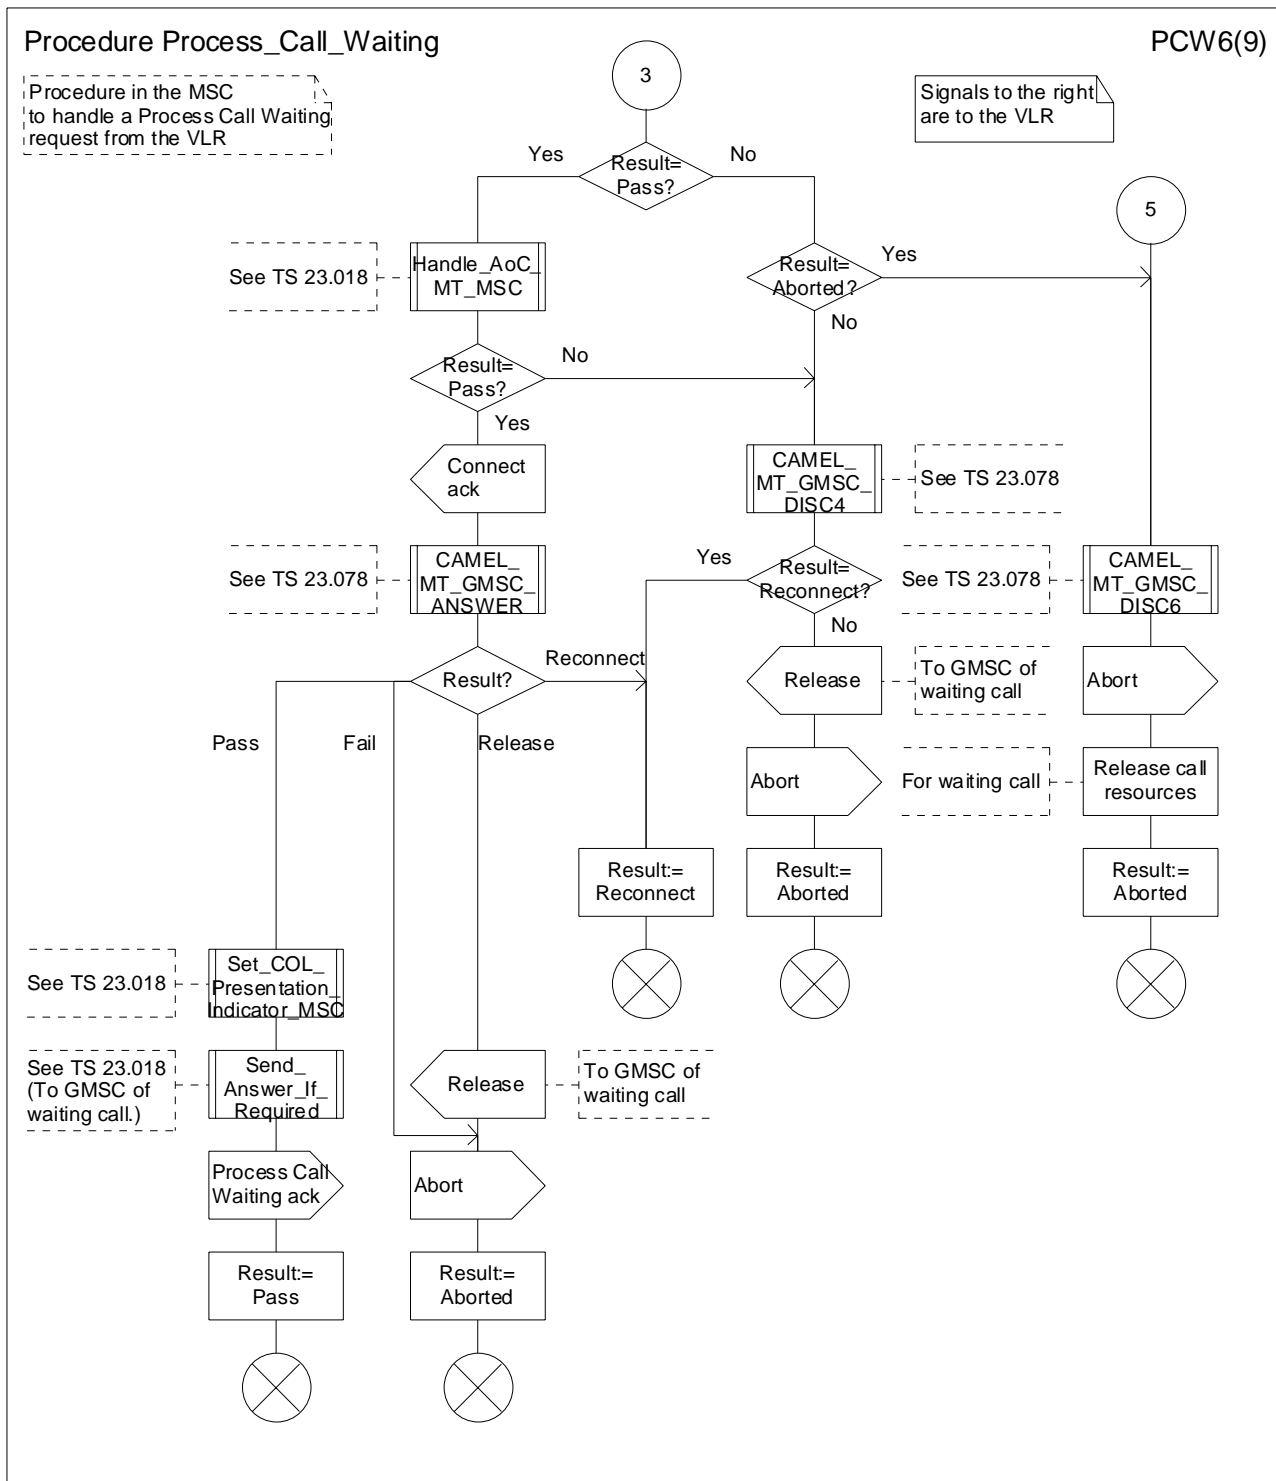 Procedure Process_Call_Waiting
PCW6(9)
Procedure in the MSC
to handle a Process Call Waiting
request from the VLR
3
Signals to the right
are to the VLR
Yes
Result=
Pass?
No
5
See TS 23.018
Handle_AoC_
MT_MSC
Result=
Aborted?
Yes
No
Result=
Pass?
No
Yes
Connect
ack
CAMEL_
MT_GMSC_
DISC4
See TS 23.078
See TS 23.078
CAMEL_
MT_GMSC_
ANSWER
Yes
Result=
Reconnect?
No
See TS 23.078
CAMEL_
MT_GMSC_
DISC6
Result?
Reconnect
Release
To GMSC of
waiting call
Abort
Pass
Fail
Release
Abort
For waiting call
Release call
resources
Result:=
Reconnect
Result:=
Aborted
Result:=
Aborted
See TS 23.018
Set_COL_
Presentation_
Indicator_MSC
See TS 23.018
(To GMSC of
waiting call.)
Send_
Answer_If_
Required
Release
To GMSC of
waiting call
Process Call
Waiting ack
Abort
Result:=
Pass
Result:=
Aborted